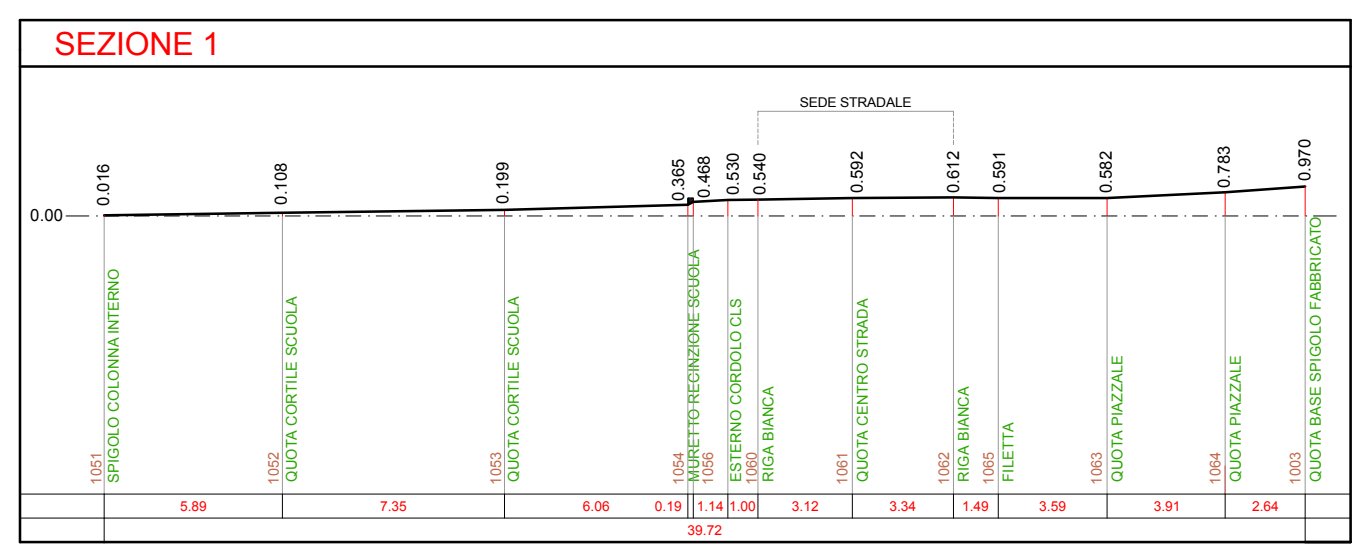 SEZIONE 1
SEDE STRADALE
0.016
0.108
0.199
0.365
0.468
0.530
0.540
0.592
0.612
0.591
0.582
0.783
0.970
0.00
1051
SPIGOLO COLONNA INTERNO
1052
QUOTA CORTILE SCUOLA
1053
QUOTA CORTILE SCUOLA
1054
MURETTO RECINZIONE SCUOLA
1056
ESTERNO CORDOLO CLS
1060
RIGA BIANCA
1061
QUOTA CENTRO STRADA
1062
RIGA BIANCA
1065
FILETTA
1063
QUOTA PIAZZALE
1064
QUOTA PIAZZALE
1003
QUOTA BASE SPIGOLO FABBRICATO
5.89 7.35 6.06 0.19 1.14 1.00 3.12 3.34 1.49 3.59 3.91 2.64
39.72